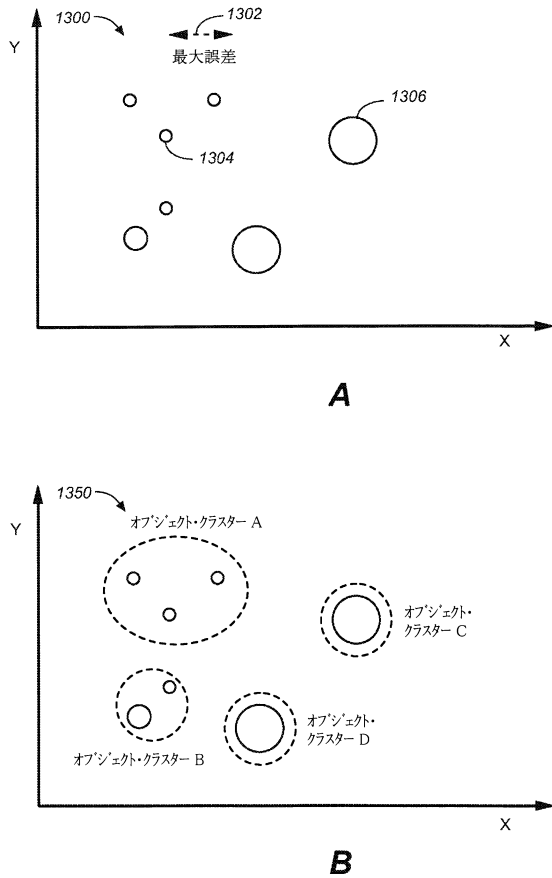 1300
1302
Y
最大誤差
1306
1304
X
A
1350
Y
オブジェクト・クラスター A
オブジェクト・
クラスター C
オブジェクト・
クラスター D
オブジェクト・クラスター B
X
B